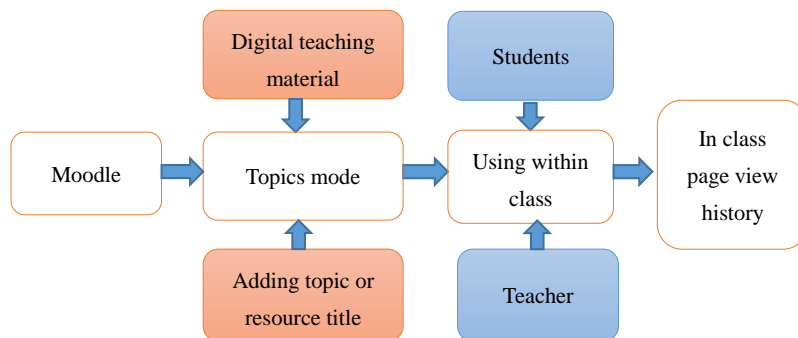 Digital teaching
material
Students
Moodle
Topics mode
Using within
class
In class
page view
history
Adding topic or
resource title
Teacher